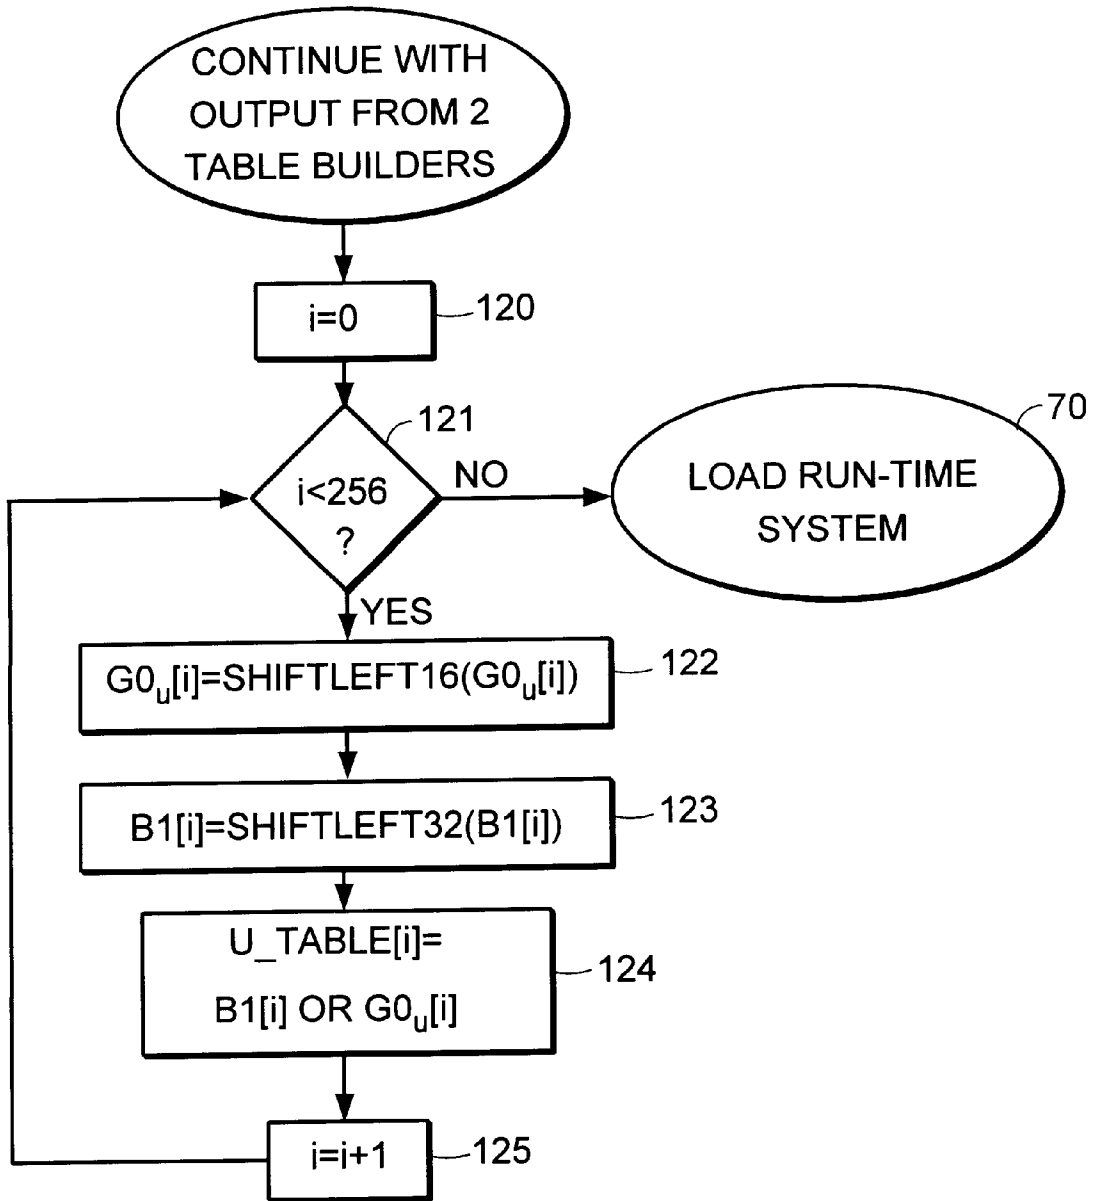 CONTINUE WITH
OUTPUT FROM 2
TABLE BUILDERS
i=0
120
121
i<256
?
NO
70
LOAD RUN-TIME
SYSTEM
YES
G0u[i]=SHIFTLEFT16(G0u[i])
122
B1[i]=SHIFTLEFT32(B1[i])
123
U_TABLE[i]=
B1[i] OR G0u[i]
124
i=i+1
125